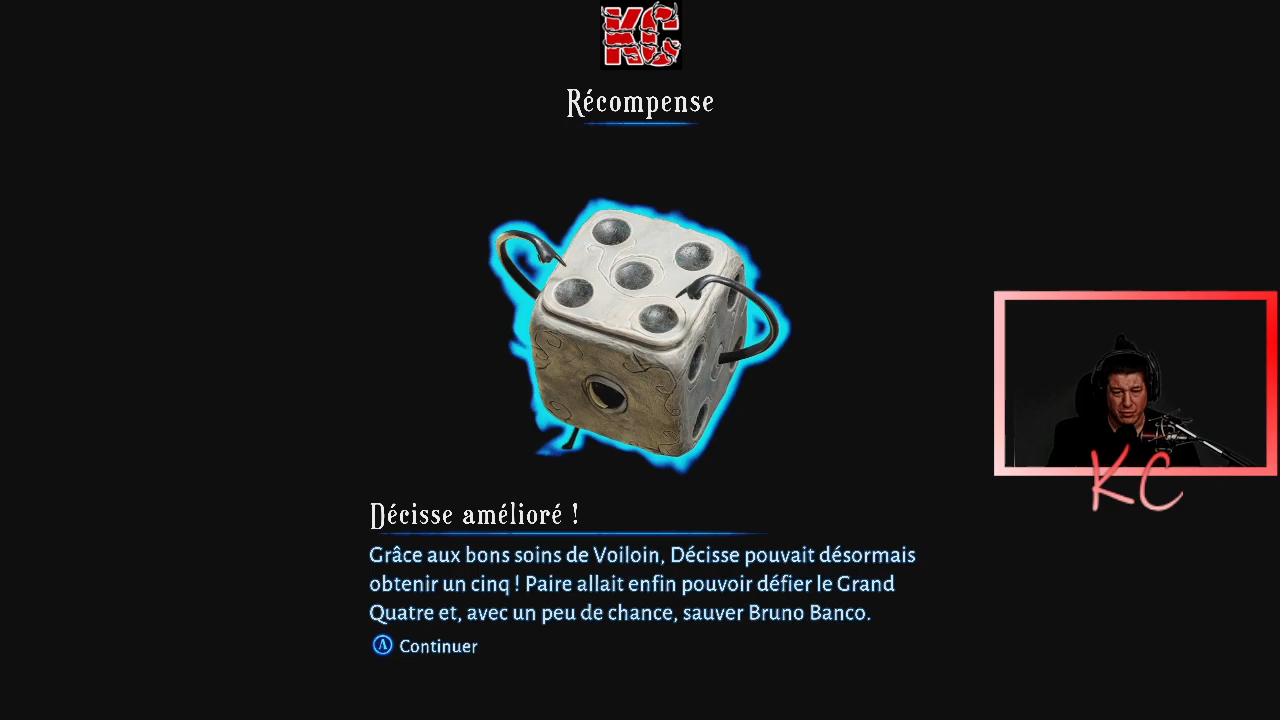 KC
Récompense
Décisse amélioré !
Grâce aux bons soins de Voiloin, Décisse pouvait désormais
obtenir un cinq ! Paire allait enfin pouvoir défier le Grand
Quatre et, avec un peu de chance, sauver Bruno Banco.
A Continuer
KC